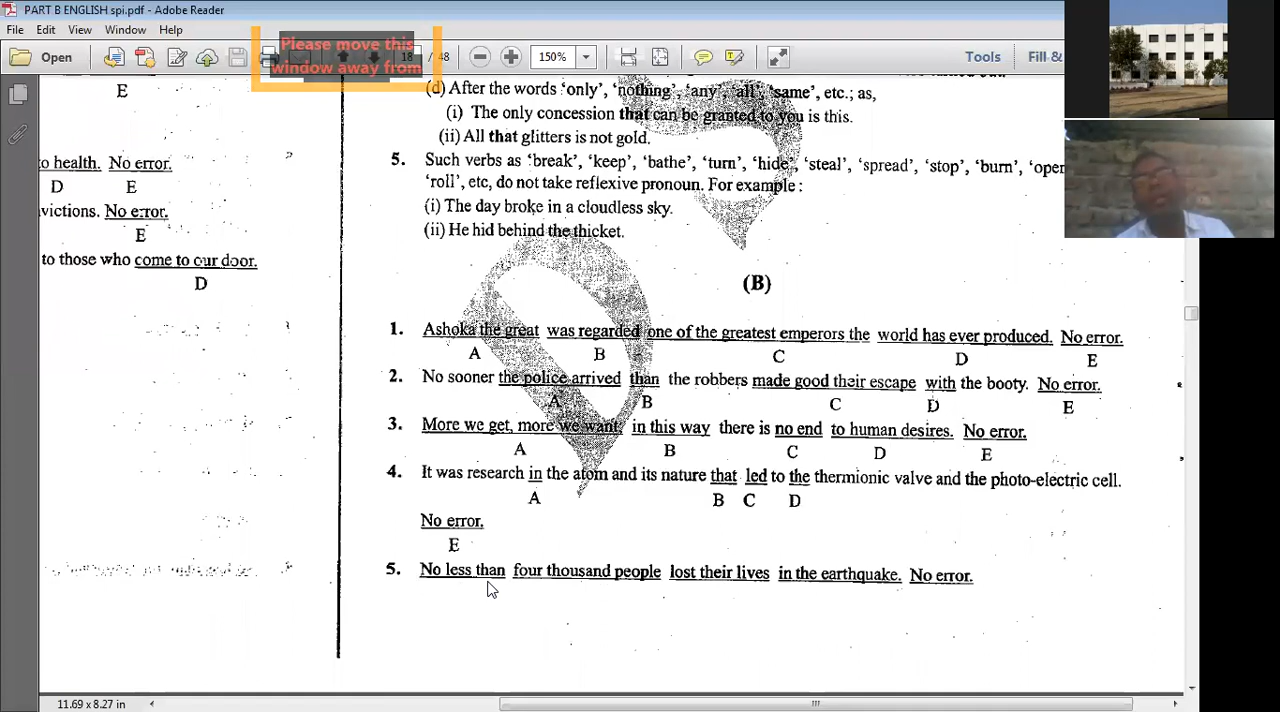 PART B ENGLISH.spi.pdf - Adobe Reader
File Edit View Window Help
Open
Please move this
window away from
18 / 48
150%
Tools
Fill &
E
o health. No error.
D E
victions. No error.
E
to those who come to our door.
D
(d) After the words 'only', 'nothing', 'any', 'all', 'same', etc.; as,
(i) The only concession that can be granted to you is this.
(ii) All that glitters is not gold.
5. Such verbs as 'break', 'keep', 'bathe', 'turn', 'hide', 'steal', 'spread', 'stop', 'burn', 'open
'roll', etc, do not take reflexive pronoun. For example :
(i) The day broke in a cloudless sky.
(ii) He hid behind the thicket.
(B)
1. Ashoka the great was regarded one of the greatest emperors the world has ever produced. No error.
A B C D E
2. No sooner the police arrived than the robbers made good their escape with the booty. No error.
A B C D E
3. More we get, more we want, in this way there is no end to human desires. No error.
A B C D E
4. It was research in the atom and its nature that led to the thermionic valve and the photo-electric cell.
A B C D
No error.
E
5. No less than four thousand people lost their lives in the earthquake. No error.
11.69 x 8.27 in